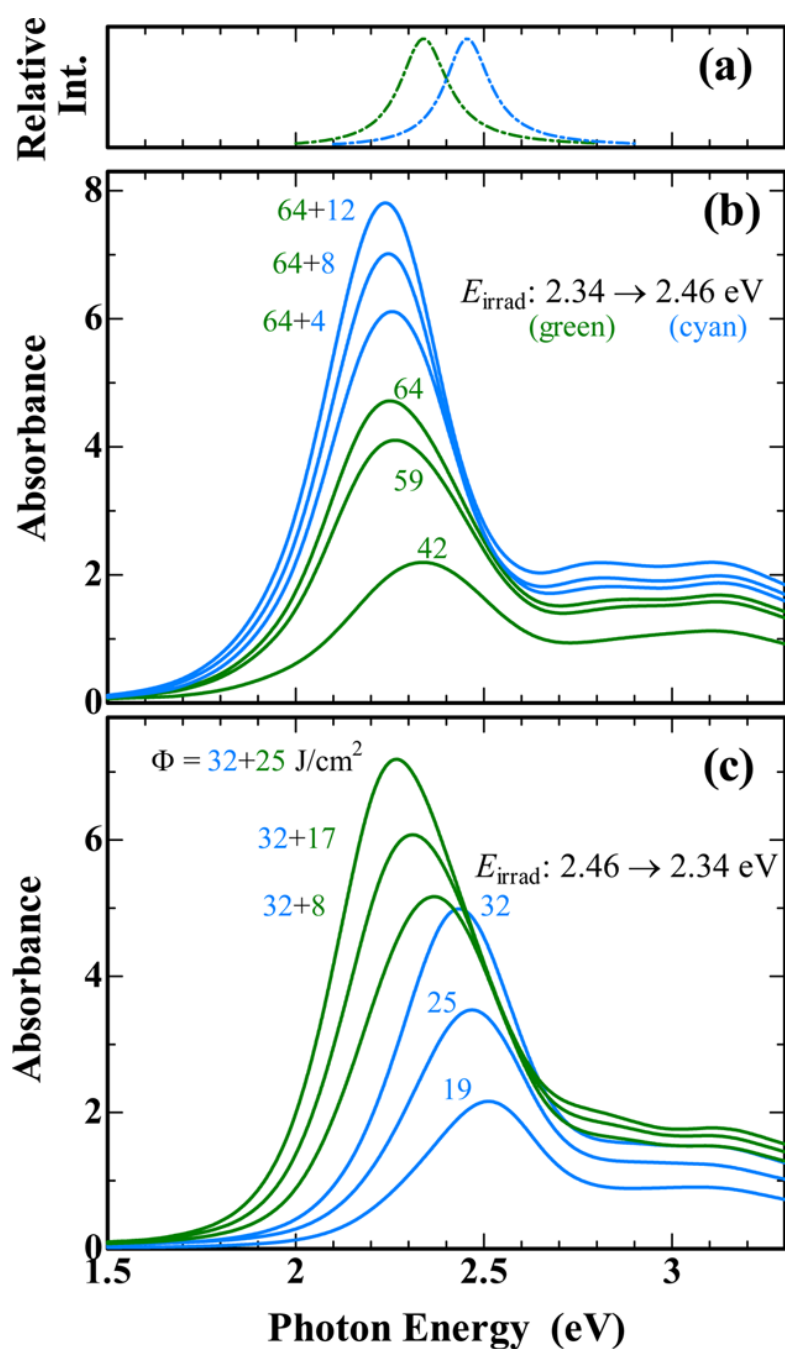 Relative
Int.
(a)
8
6
4
2
0
Absorbance
(b)
64+12
64+8
64+4
64
59
42
Eirrad: 2.34 → 2.46 eV
(green) (cyan)
6
4
2
0
Absorbance
(c)
Φ = 32+25 J/cm²
32+17
32+8
Eirrad: 2.46 → 2.34 eV
32
25
19
1.5 2 2.5 3
Photon Energy (eV)